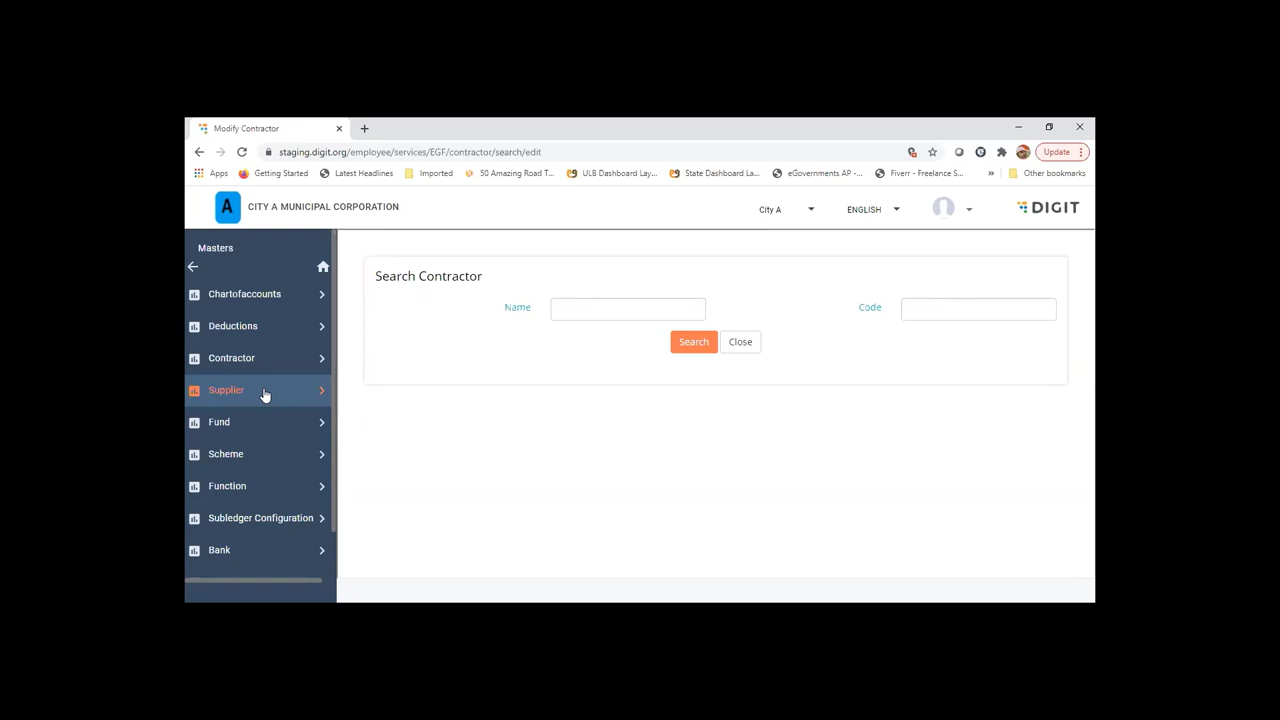 Modify Contractor
staging.digit.org/employee/services/EGF/contractor/search/edit
Update
Apps
Getting Started
Latest Headlines
Imported
50 Amazing Road T...
ULB Dashboard Lay...
State Dashboard La...
eGovernments AP -...
Fiverr - Freelance S...
»
Other bookmarks
A
CITY A MUNICIPAL CORPORATION
City A
ENGLISH
DIGIT
Masters
Chartofaccounts
Deductions
Contractor
Supplier
Fund
Scheme
Function
Subledger Configuration
Bank
Search Contractor
Name
Code
Search
Close